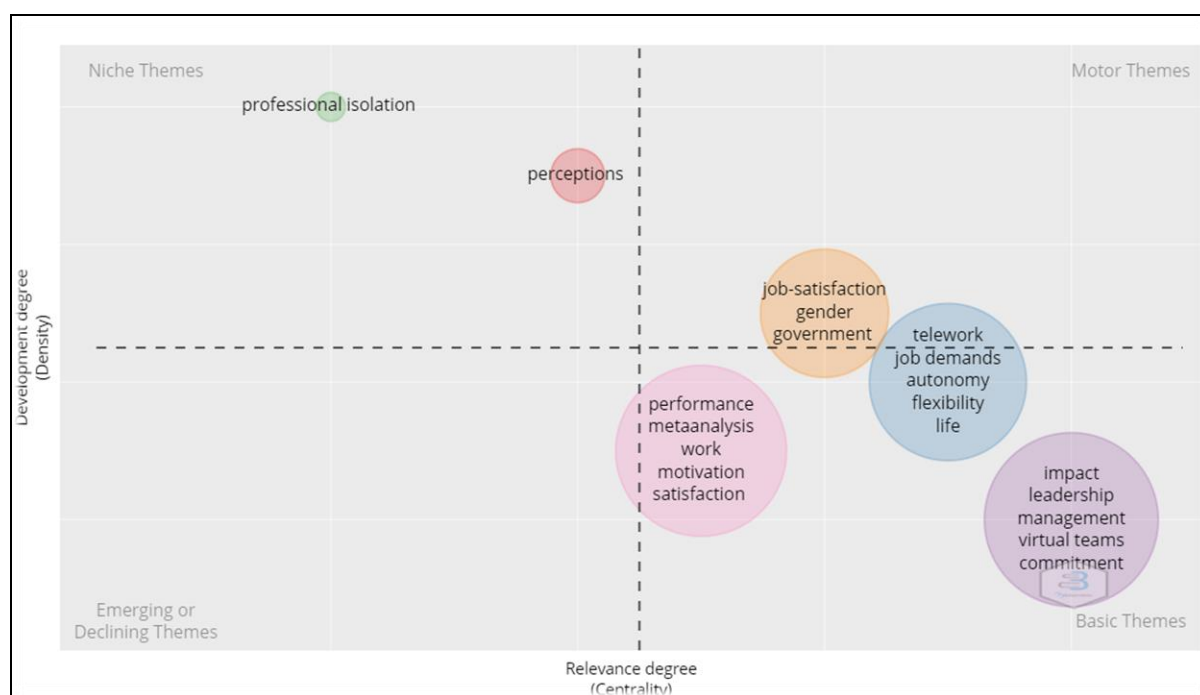 Niche Themes
Motor Themes
professional isolation
perceptions
job-satisfaction
gender
government
telework
job demands
autonomy
flexibility
life
performance
metaanalysis
work
motivation
satisfaction
impact
leadership
management
virtual teams
commitment
Emerging or
Declining Themes
Basic Themes
Development degree
(Density)
Relevance degree
(Centrality)